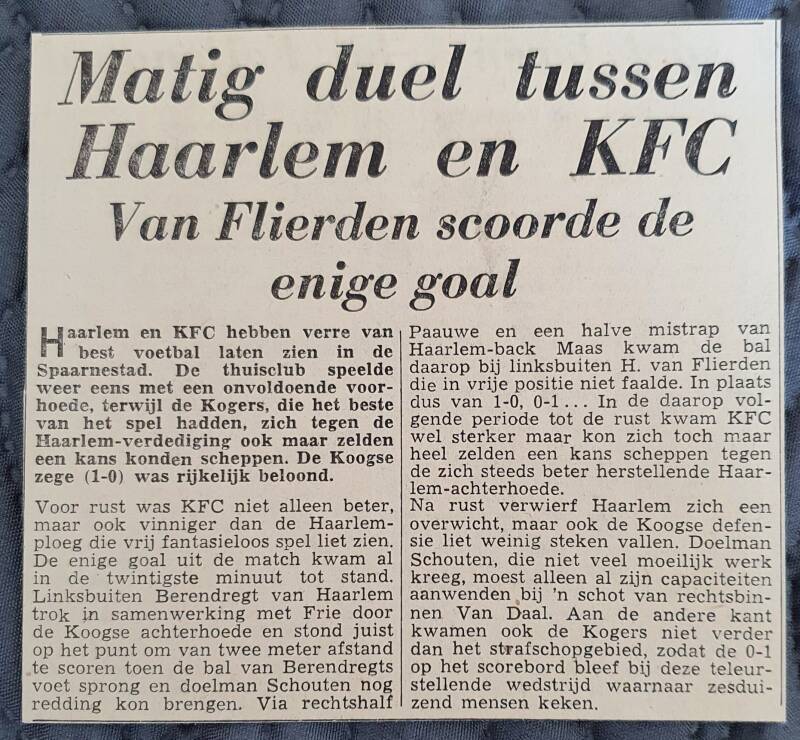 Matig duel tussen
Haarlem en KFC
Van Flierden scoorde de
enige goal
Haarlem en KFC hebben verre van
best voetbal laten zien in de
Spaarnestad. De thuisclub speelde
weer eens met een onvoldoende voor-
hoede, terwijl de Kogers, die het beste
van het spel hadden, zich tegen de
Haarlem-verdediging ook maar zelden
een kans konden scheppen. De Koogse
zege (1-0) was rijkelijk beloond.
Voor rust was KFC niet alleen beter,
maar ook vinniger dan de Haarlem-
ploeg die vrij fantasieloos spel liet zien.
De enige goal uit de match kwam al
in de twintigste minuut tot stand.
Linksbuiten Berendregt van Haarlem
trok in samenwerking met Frie door
de Koogse achterhoede en stond juist
op het punt om van twee meter afstand
te scoren toen de bal van Berendregts
voet sprong en doelman Schouten nog
redding kon brengen. Via rechtshalf
Paauwe en een halve mistrap van
Haarlem-back Maas kwam de bal
daarop bij linksbuiten H. van Flierden
die in vrije positie niet faalde. In plaats
dus van 1-0, 0-1... In de daarop vol-
gende periode tot de rust kwam KFC
wel sterker maar kon zich toch maar
heel zelden een kans scheppen tegen
de zich steeds beter herstellende Haar-
lem-achterhoede.
Na rust verwierf Haarlem zich een
overwicht, maar ook de Koogse defen-
sie liet weinig steken vallen. Doelman
Schouten, die niet veel moeilijk werk
kreeg, moest alleen al zijn capaciteiten
aanwenden bij 'n schot van rechtsbin-
nen Van Daal. Aan de andere kant
kwamen ook de Kogers niet verder
dan het strafschopgebied, zodat de 0-1
op het scorebord bleef bij deze teleur-
stellende wedstrijd waarnaar zesdui-
zend mensen keken.